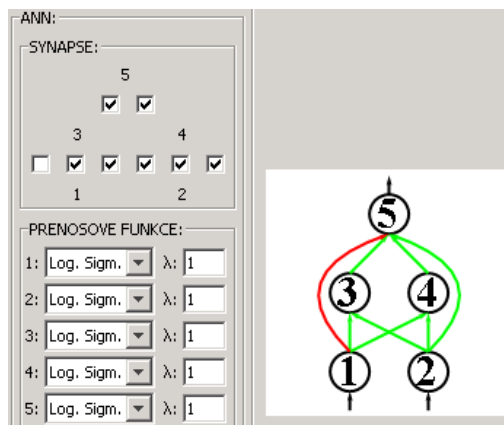 ANN:
SYNAPSE:
5
3 4
1 2
PRENOSOVE FUNKCE:
1: Log. Sigm. λ: 1
2: Log. Sigm. λ: 1
3: Log. Sigm. λ: 1
4: Log. Sigm. λ: 1
5: Log. Sigm. λ: 1
5
3 4
1 2